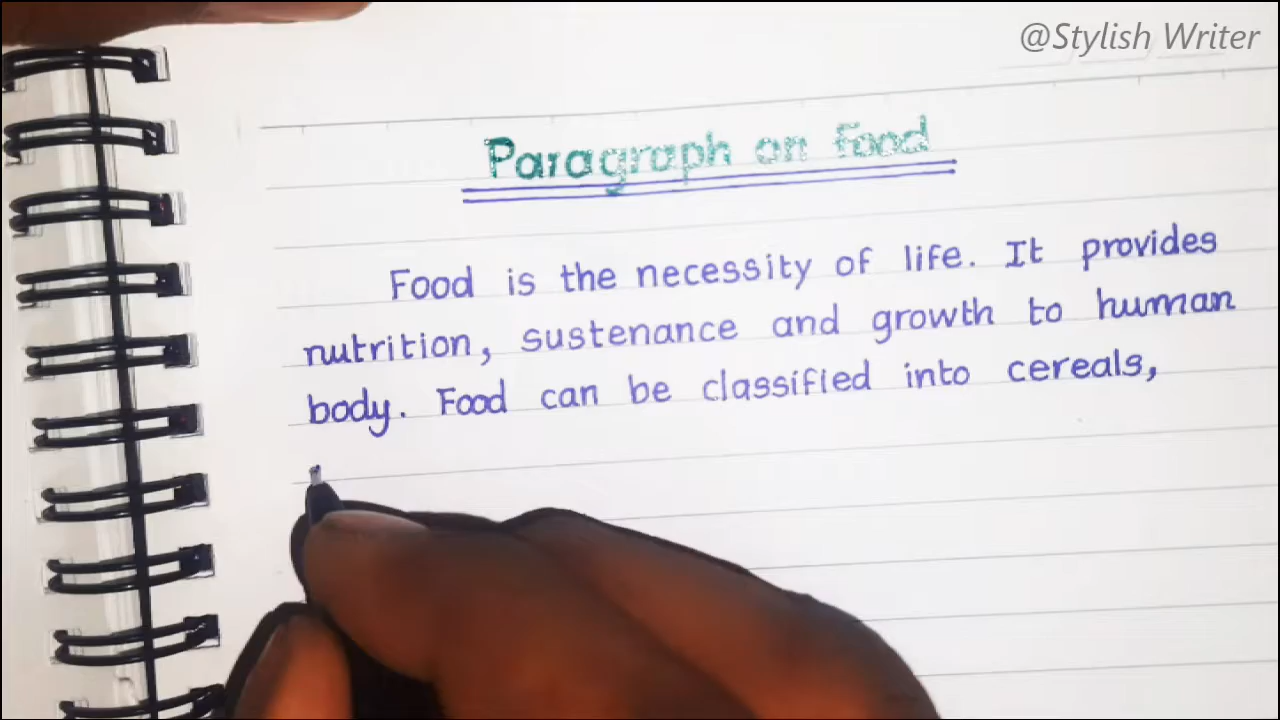 @Stylish Writer
Paragraph on Food
Food is the necessity of life. It provides
nutrition, sustenance and growth to human
body. Food can be classified into cereals,